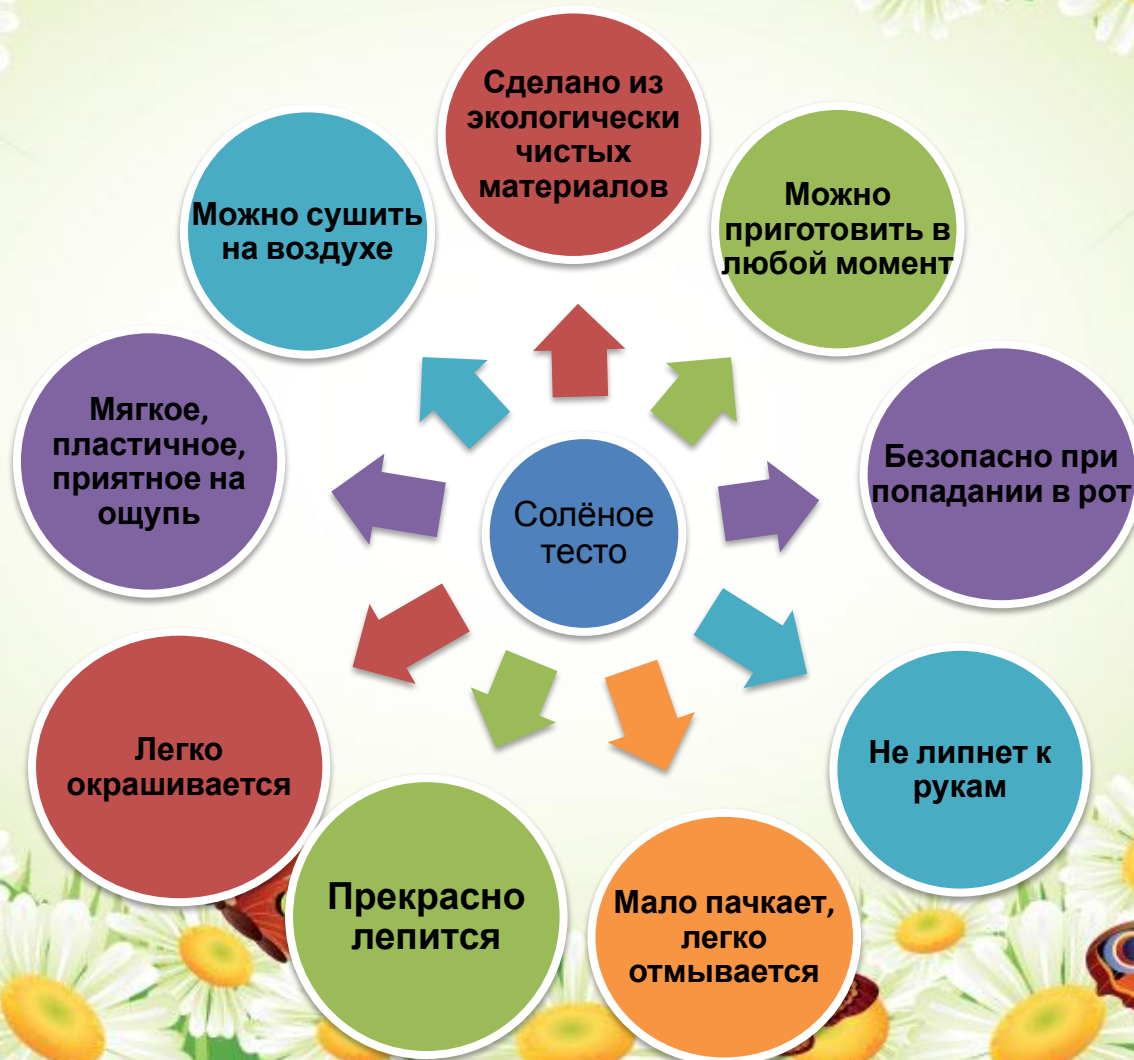 Сделано из
экологически
чистых
материалов
Можно
приготовить в
любой момент
Безопасно при
попадании в рот
Не липнет к
рукам
Мало пачкает,
легко
отмывается
Прекрасно
лепится
Легко
окрашивается
Мягкое,
пластичное,
приятное на
ощупь
Можно сушить
на воздухе
Солёное
тесто